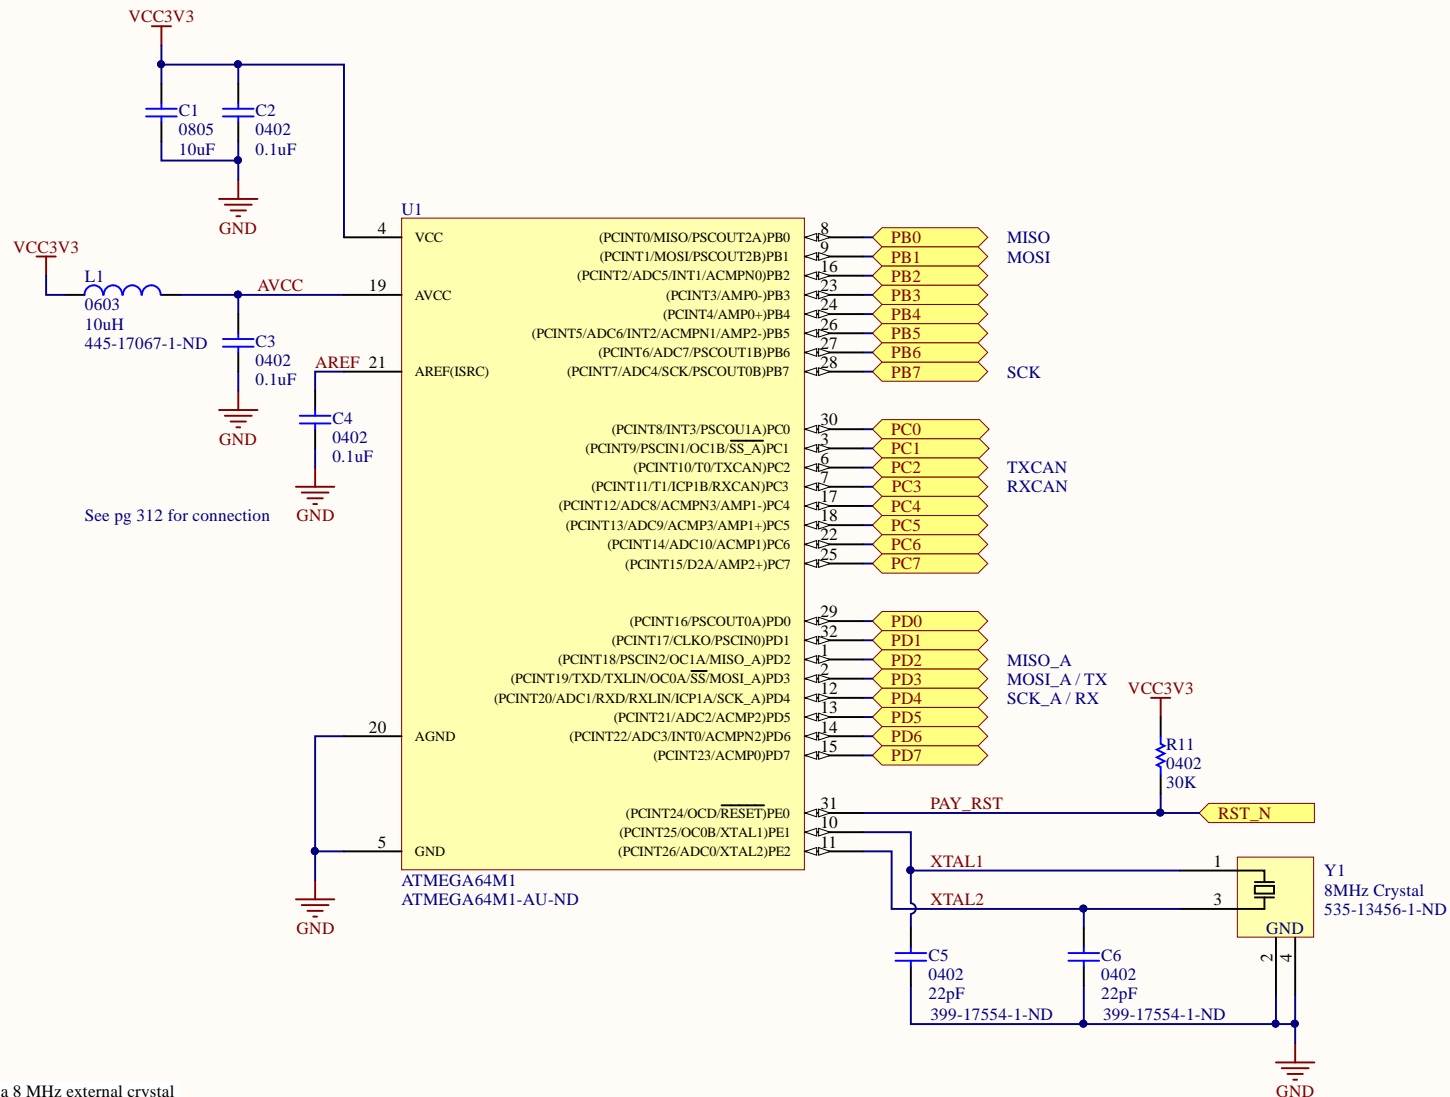 VCC3V3
C1
0805
10uF
C2
0402
0.1uF
GND
VCC3V3
L1
0603
10uH
445-17067-1-ND
AVCC
C3
0402
0.1uF
GND
AREF
C4
0402
0.1uF
GND
See pg 312 for connection
U1
4 VCC
19 AVCC
21 AREF(ISRC)
20 AGND
5 GND
GND
ATMEGA64M1
ATMEGA64M1-AU-ND
(PCINT0/MISO/PSCOUT2A)PB0 8 PB0 MISO
(PCINT1/MOSI/PSCOUT2B)PB1 9 PB1 MOSI
(PCINT2/ADC5/INT1/ACMPN0)PB2 16 PB2
(PCINT3/AMP0-)PB3 23 PB3
(PCINT4/AMP0+)PB4 24 PB4
(PCINT5/ADC6/INT2/ACMPN1/AMP2-)PB5 26 PB5
(PCINT6/ADC7/PSCOUT1B)PB6 27 PB6
(PCINT7/ADC4/SCK/PSCOUT0B)PB7 28 PB7 SCK
(PCINT8/INT3/PSCOU1A)PC0 30 PC0
(PCINT9/PSCIN1/OC1B/SS_A)PC1 3 PC1
(PCINT10/T0/TXCAN)PC2 6 PC2 TXCAN
(PCINT11/T1/ICP1B/RXCAN)PC3 7 PC3 RXCAN
(PCINT12/ADC8/ACMPN3/AMP1-)PC4 17 PC4
(PCINT13/ADC9/ACMP3/AMP1+)PC5 18 PC5
(PCINT14/ADC10/ACMP1)PC6 22 PC6
(PCINT15/D2A/AMP2+)PC7 25 PC7
(PCINT16/PSCOUT0A)PD0 29 PD0
(PCINT17/CLKO/PSCIN0)PD1 32 PD1
(PCINT18/PSCIN2/OC1A/MISO_A)PD2 1 PD2 MISO_A
(PCINT19/TXD/TXLIN/OC0A/SS/MOSI_A)PD3 2 PD3 MOSI_A / TX
(PCINT20/ADC1/RXD/RXLIN/ICP1A/SCK_A)PD4 12 PD4 SCK_A / RX
(PCINT21/ADC2/ACMP2)PD5 13 PD5
(PCINT22/ADC3/INT0/ACMPN2)PD6 14 PD6
(PCINT23/ACMP0)PD7 15 PD7
(PCINT24/OCD/RESET)PE0 31 PAY_RST RST_N
(PCINT25/OC0B/XTAL1)PE1 10
(PCINT26/ADC0/XTAL2)PE2 11
VCC3V3
R11
0402
30K
XTAL1 1
XTAL2 3
Y1
8MHz Crystal
535-13456-1-ND
GND
2 4
C5
0402
22pF
399-17554-1-ND
C6
0402
22pF
399-17554-1-ND
GND
a 8 MHz external crystal